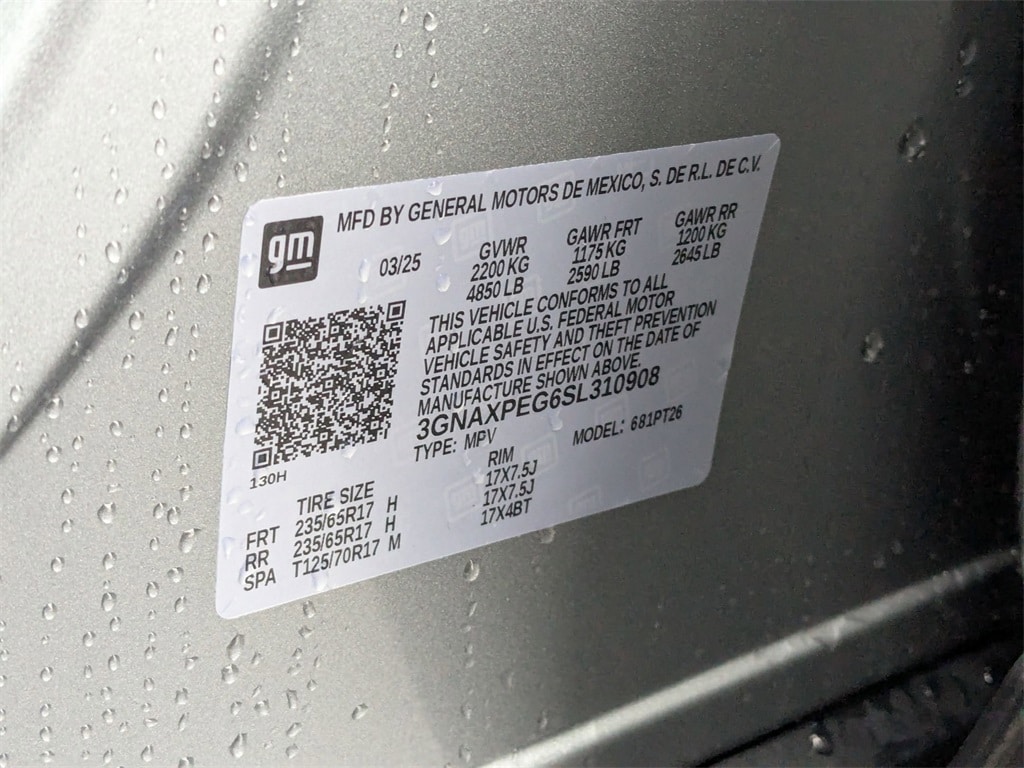 gm
MFD BY GENERAL MOTORS DE MEXICO, S. DE R.L. DE C.V.
03/25
GVWR
2200 KG
4850 LB
GAWR FRT
1175 KG
2590 LB
GAWR RR
1200 KG
2645 LB
THIS VEHICLE CONFORMS TO ALL
APPLICABLE U.S. FEDERAL MOTOR
VEHICLE SAFETY AND THEFT PREVENTION
STANDARDS IN EFFECT ON THE DATE OF
MANUFACTURE SHOWN ABOVE.
3GNAXPEG6SL310908
TYPE: MPV MODEL: 681PT26
130H
TIRE SIZE RIM
FRT 235/65R17 H 17X7.5J
RR 235/65R17 H 17X7.5J
SPA T125/70R17 M 17X4BT